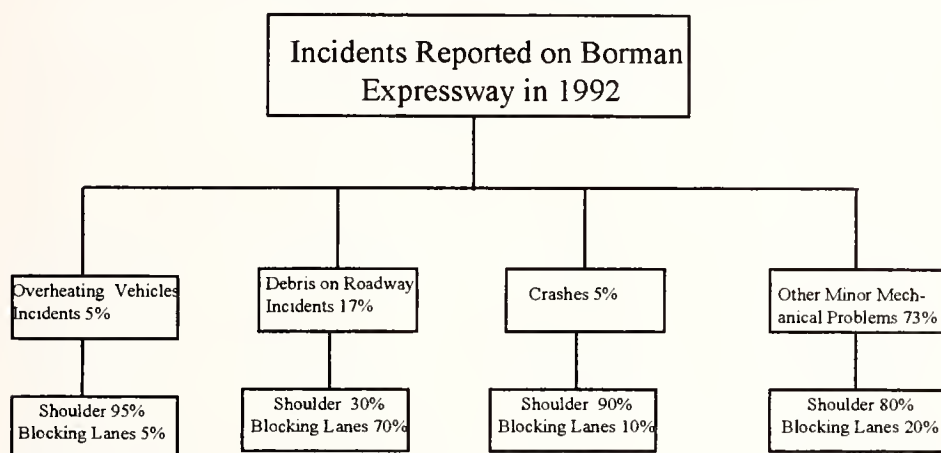 Incidents Reported on Borman
Expressway in 1992
Overheating Vehicles
Incidents 5%
Debris on Roadway
Incidents 17%
Crashes 5%
Other Minor Mech-
anical Problems 73%
Shoulder 95%
Blocking Lanes 5%
Shoulder 30%
Blocking Lanes 70%
Shoulder 90%
Blocking Lanes 10%
Shoulder 80%
Blocking Lanes 20%